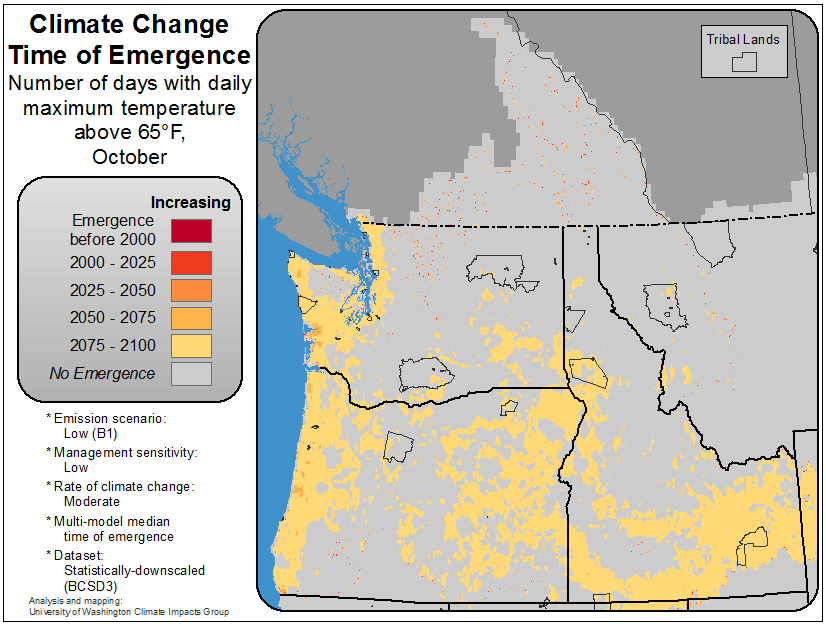 Climate Change
Time of Emergence
Number of days with daily
maximum temperature
above 65°F,
October
Tribal Lands
Increasing
Emergence
before 2000
2000 - 2025
2025 - 2050
2050 - 2075
2075 - 2100
No Emergence
* Emission scenario:
Low (B1)
* Management sensitivity:
Low
* Rate of climate change:
Moderate
* Multi-model median
time of emergence
* Dataset:
Statistically-downscaled
(BCSD3)
Analysis and mapping:
University of Washington Climate Impacts Group